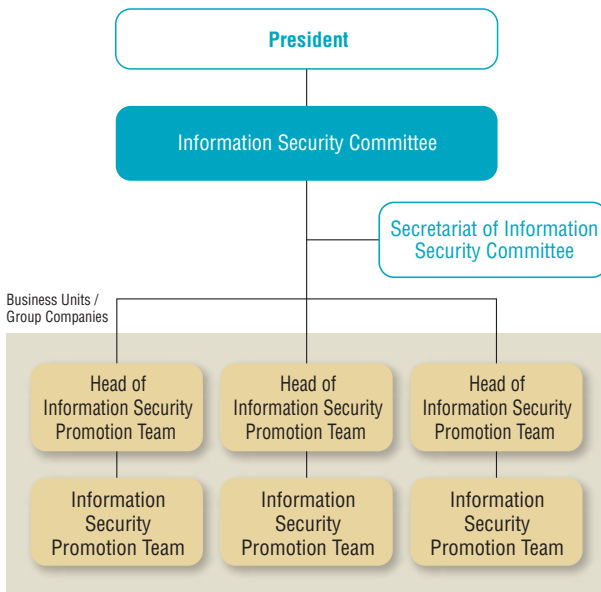 President
Information Security Committee
Secretariat of Information
Security Committee
Business Units /
Group Companies
Head of
Information Security
Promotion Team
Head of
Information Security
Promotion Team
Head of
Information Security
Promotion Team
Information
Security
Promotion Team
Information
Security
Promotion Team
Information
Security
Promotion Team